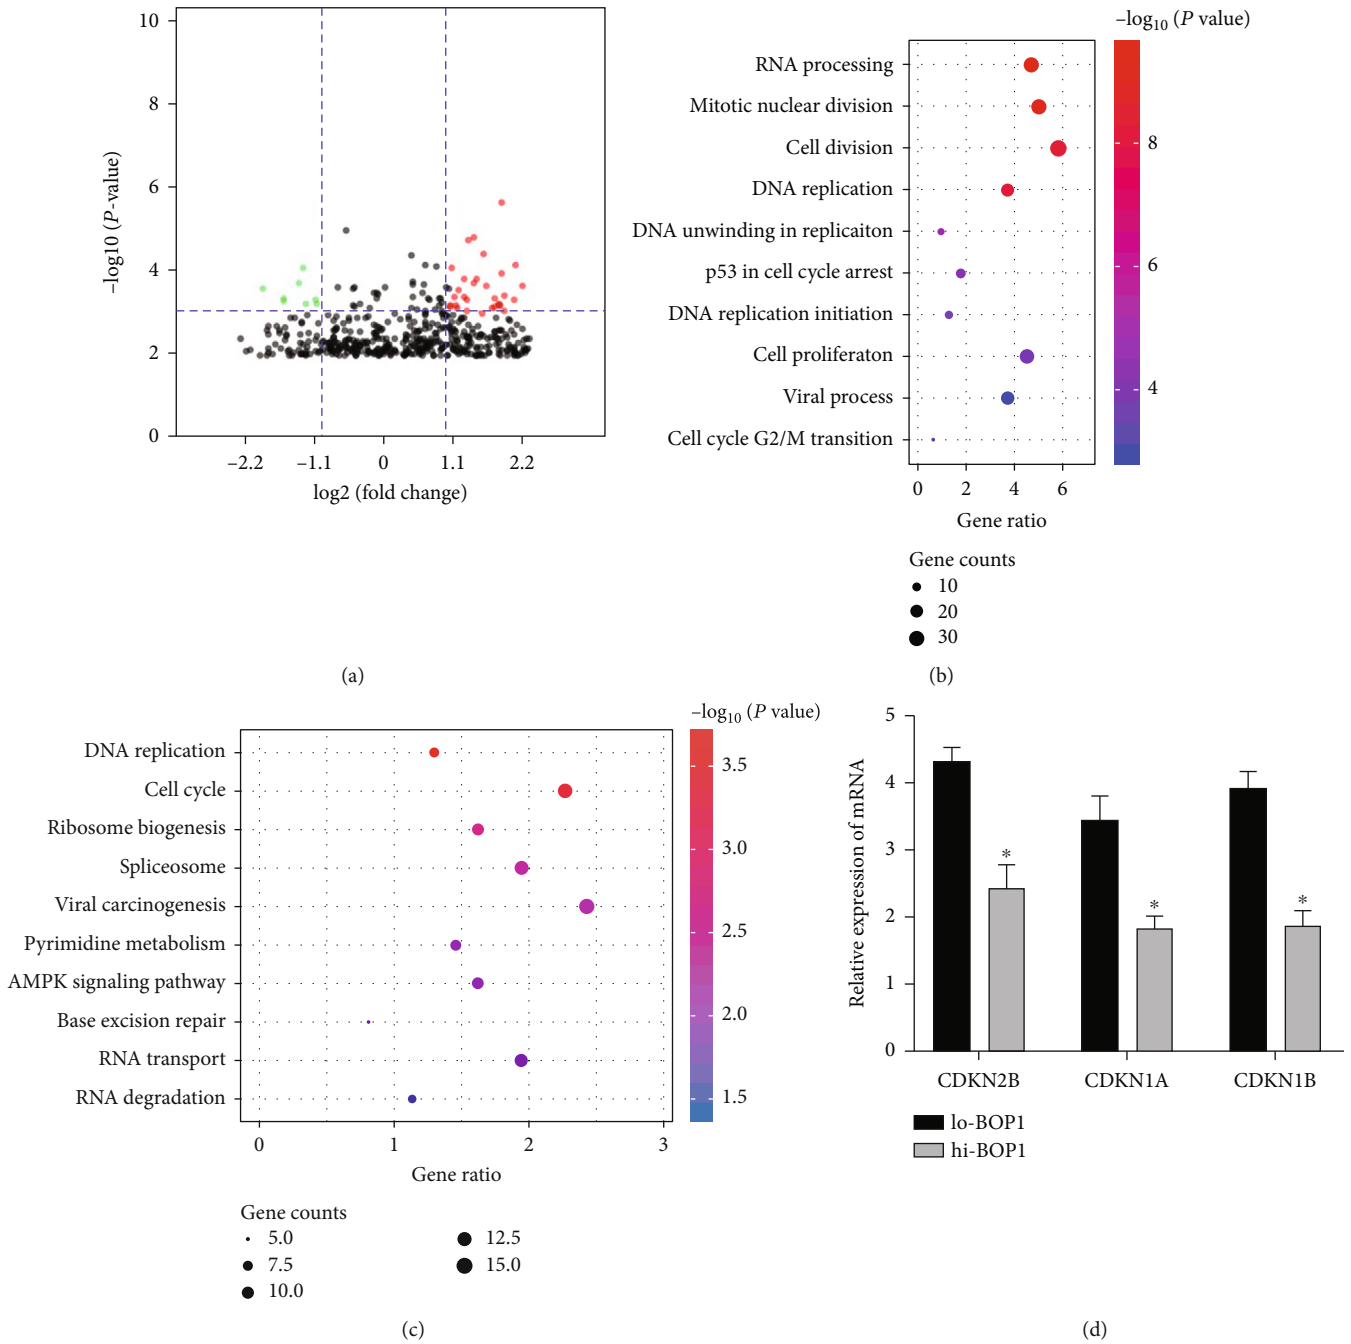 10
8
6
4
2
0
–log10 (P-value)
–2.2 –1.1 0 1.1 2.2
log2 (fold change)
(a)
–log10 (P value)
RNA processing
Mitotic nuclear division
Cell division
DNA replication
DNA unwinding in replicaiton
p53 in cell cycle arrest
DNA replication initiation
Cell proliferaton
Viral process
Cell cycle G2/M transition
8
6
4
0 2 4 6
Gene ratio
Gene counts
10
20
30
(b)
–log10 (P value)
DNA replication
Cell cycle
Ribosome biogenesis
Spliceosome
Viral carcinogenesis
Pyrimidine metabolism
AMPK signaling pathway
Base excision repair
RNA transport
RNA degradation
3.5
3.0
2.5
2.0
1.5
0 1 2 3
Gene ratio
Gene counts
5.0 12.5
7.5 15.0
10.0
(c)
5
4
3
2
1
0
Relative expression of mRNA
* * *
CDKN2B CDKN1A CDKN1B
lo-BOP1
hi-BOP1
(d)